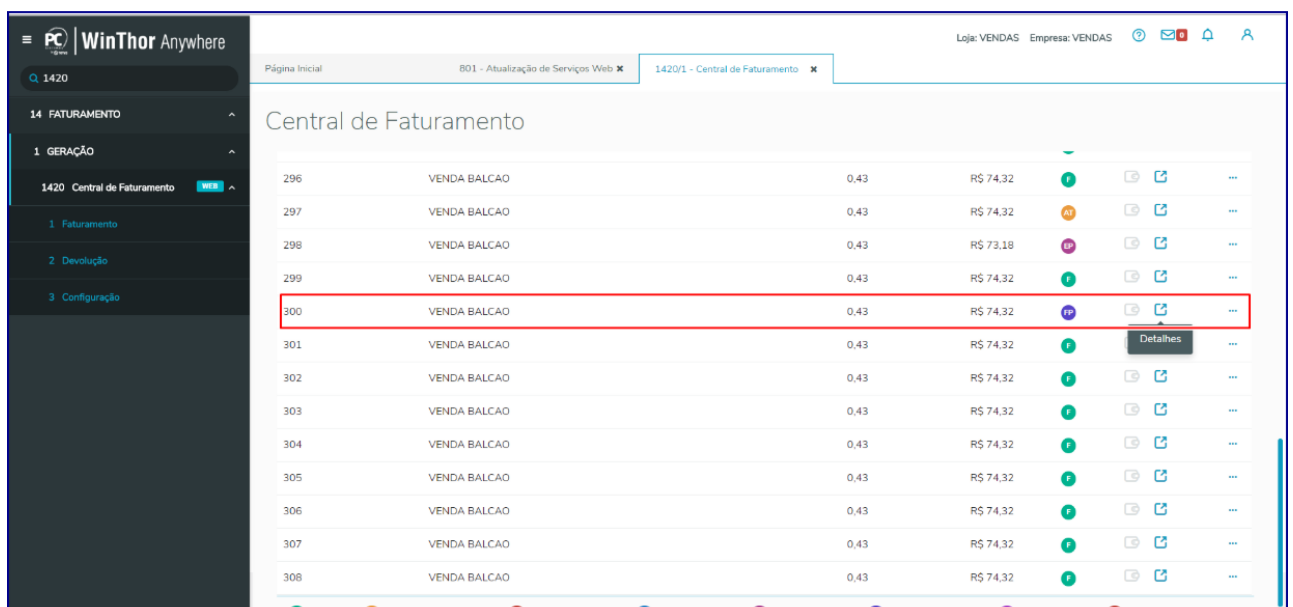 ≡ PC | WinThor Anywhere
Loja: VENDAS Empresa: VENDAS ? 0
1420
Página Inicial 801 - Atualização de Serviços Web ✖ 1420/1 - Central de Faturamento ✖
14 FATURAMENTO
Central de Faturamento
1 GERAÇÃO
1420 Central de Faturamento WEB
1 Faturamento
2 Devolução
3 Configuração
296 VENDA BALCAO 0,43 R$ 74,32 F ...
297 VENDA BALCAO 0,43 R$ 74,32 AT ...
298 VENDA BALCAO 0,43 R$ 73,18 EP ...
299 VENDA BALCAO 0,43 R$ 74,32 F ...
300 VENDA BALCAO 0,43 R$ 74,32 FP ...
Detalhes
301 VENDA BALCAO 0,43 R$ 74,32 F ...
302 VENDA BALCAO 0,43 R$ 74,32 F ...
303 VENDA BALCAO 0,43 R$ 74,32 F ...
304 VENDA BALCAO 0,43 R$ 74,32 F ...
305 VENDA BALCAO 0,43 R$ 74,32 F ...
306 VENDA BALCAO 0,43 R$ 74,32 F ...
307 VENDA BALCAO 0,43 R$ 74,32 F ...
308 VENDA BALCAO 0,43 R$ 74,32 F ...